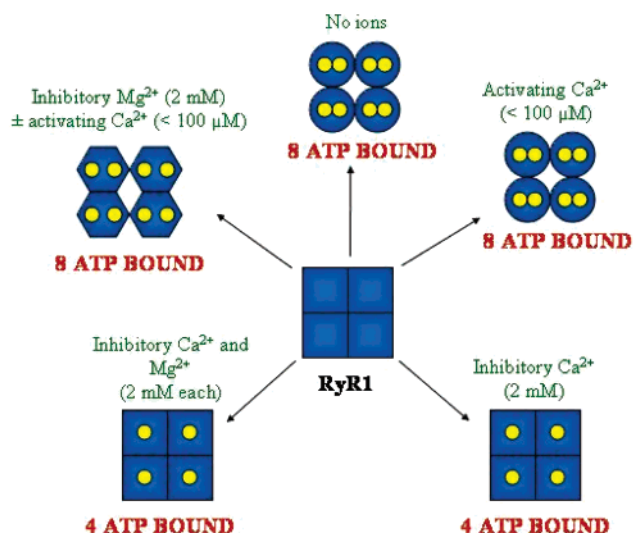 No ions
8 ATP BOUND
Inhibitory Mg²⁺ (2 mM)
± activating Ca²⁺ (< 100 µM)
8 ATP BOUND
Activating Ca²⁺
(< 100 µM)
8 ATP BOUND
RyR1
Inhibitory Ca²⁺ and
Mg²⁺
(2 mM each)
4 ATP BOUND
Inhibitory Ca²⁺
(2 mM)
4 ATP BOUND